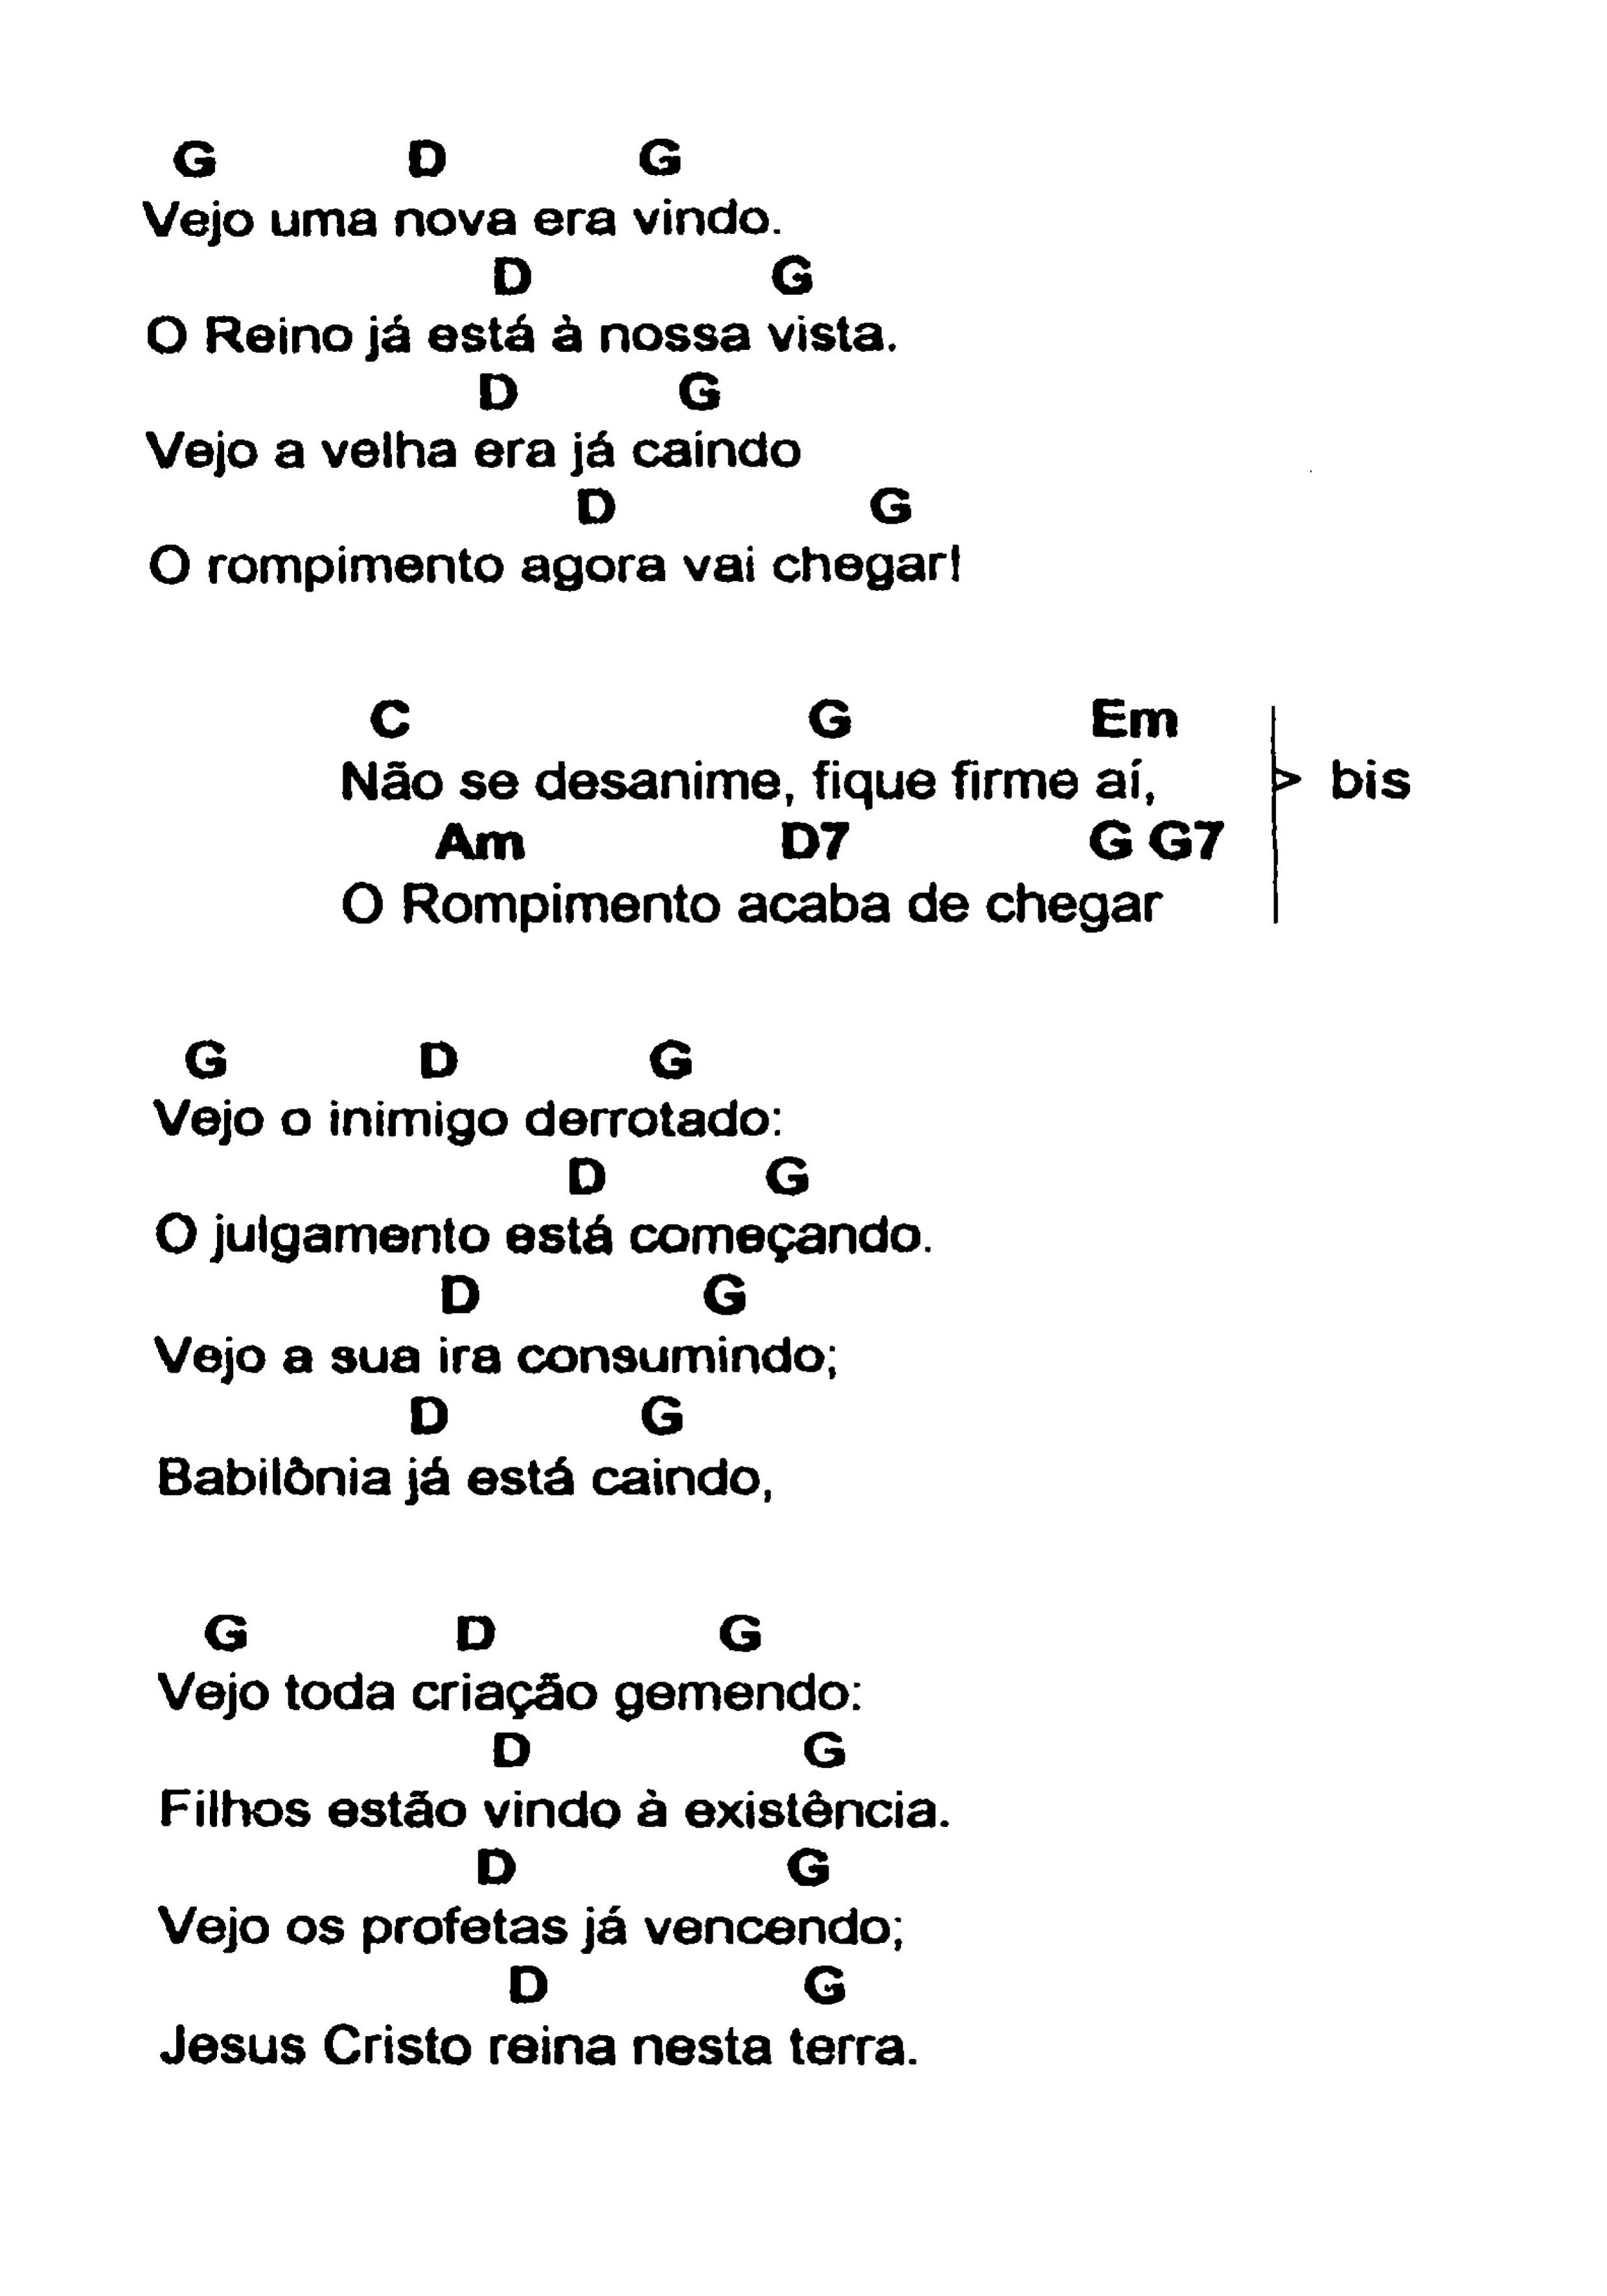 G D G
Vejo uma nova era vindo.
D G
O Reino já está à nossa vista.
D G
Vejo a velha era já caindo
D G
O rompimento agora vai chegar!
C G Em
Não se desanime, fique firme aí, > bis
Am D7 G G7
O Rompimento acaba de chegar
G D G
Vejo o inimigo derrotado:
D G
O julgamento está começando.
D G
Vejo a sua ira consumindo;
D G
Babilônia já está caindo,
G D G
Vejo toda criação gemendo:
D G
Filhos estão vindo à existência.
D G
Vejo os profetas já vencendo;
D G
Jesus Cristo reina nesta terra.